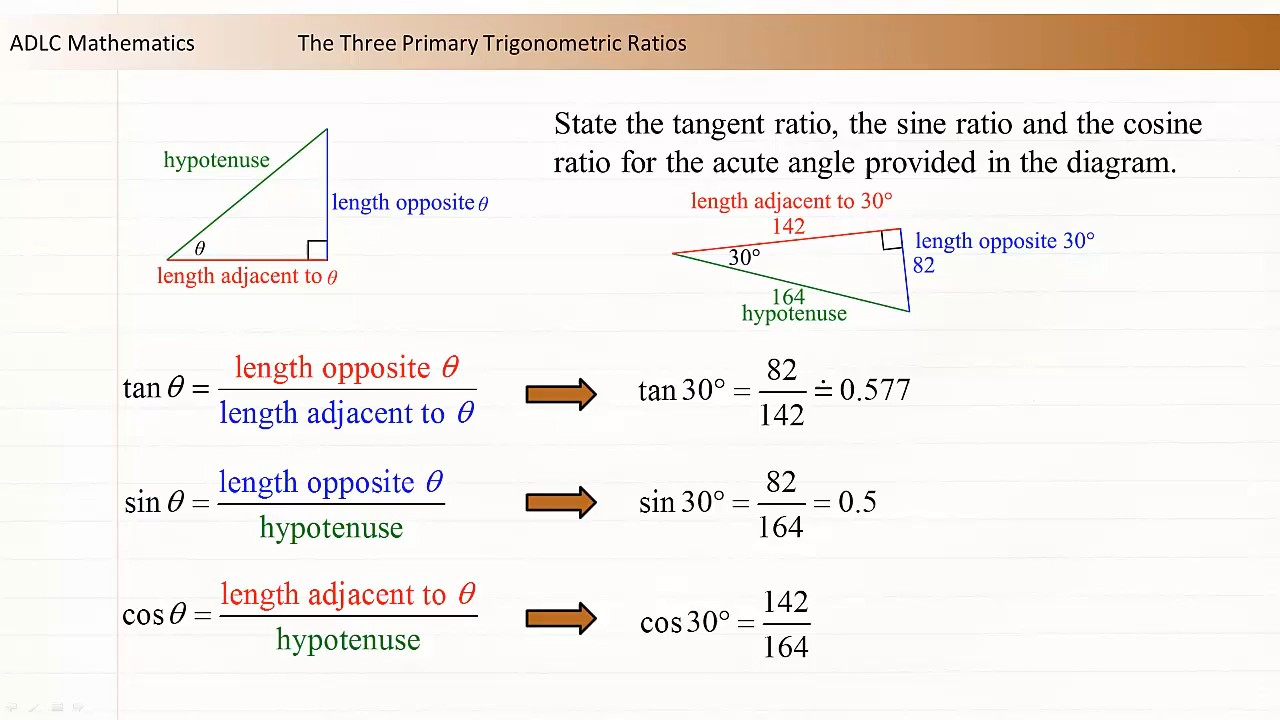 ADLC Mathematics
The Three Primary Trigonometric Ratios
hypotenuse
length opposite θ
θ
length adjacent to θ
State the tangent ratio, the sine ratio and the cosine
ratio for the acute angle provided in the diagram.
length adjacent to 30°
142
length opposite 30°
82
30°
164
hypotenuse
tan θ = length opposite θ / length adjacent to θ
tan 30° = 82 / 142 ≐ 0.577
sin θ = length opposite θ / hypotenuse
sin 30° = 82 / 164 = 0.5
cos θ = length adjacent to θ / hypotenuse
cos 30° = 142 / 164